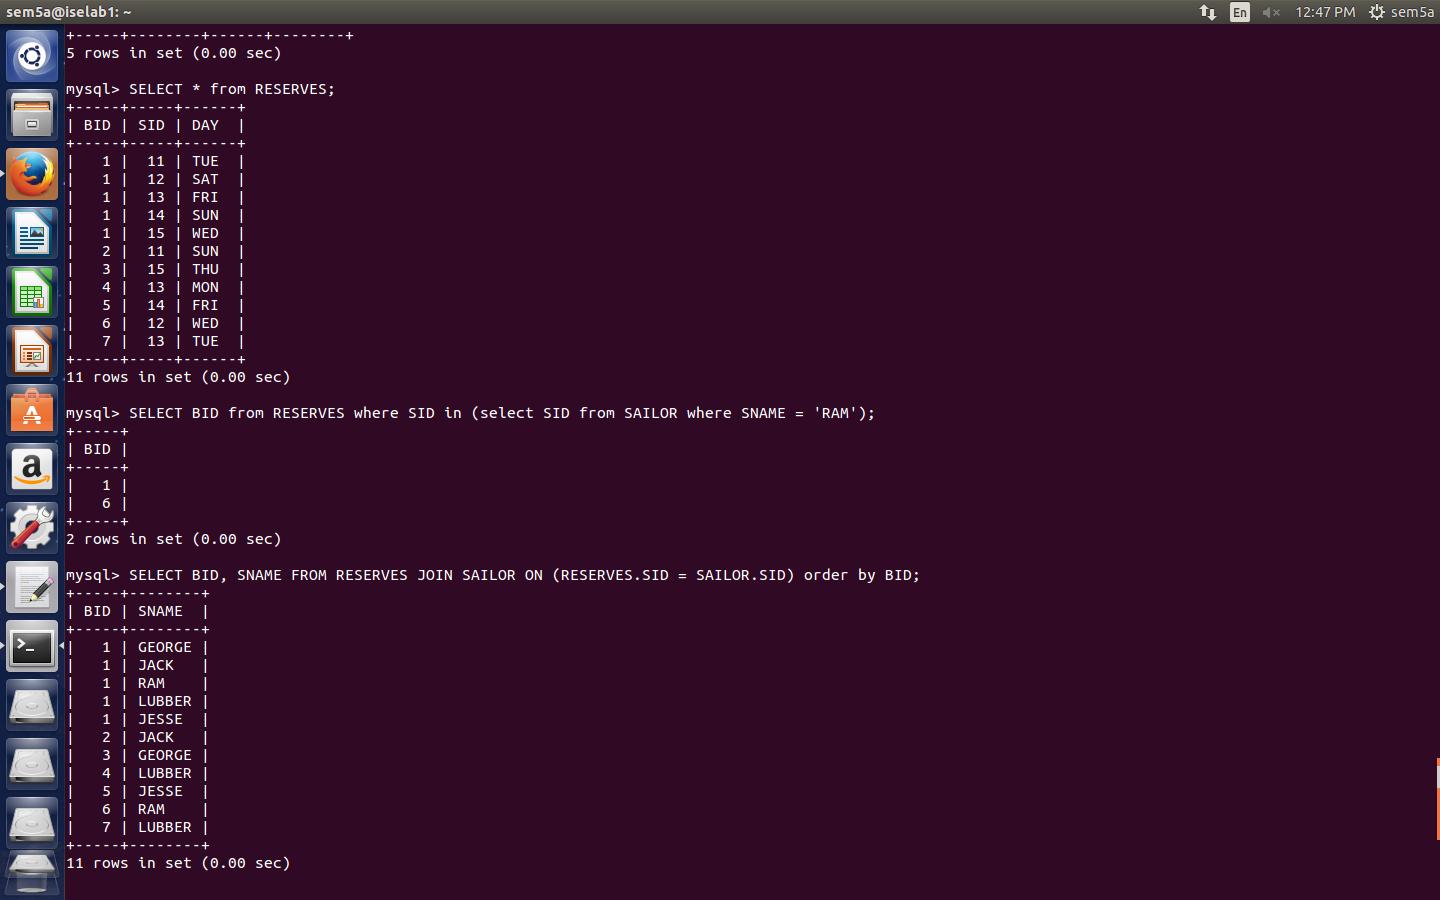 sem5a@iselab1: ~
En
12:47 PM
sem5a
+-----+--------+------+--------+
5 rows in set (0.00 sec)
mysql> SELECT * from RESERVES;
+-----+-----+------+
| BID | SID | DAY  |
+-----+-----+------+
|   1 |  11 | TUE  |
|   1 |  12 | SAT  |
|   1 |  13 | FRI  |
|   1 |  14 | SUN  |
|   1 |  15 | WED  |
|   2 |  11 | SUN  |
|   3 |  15 | THU  |
|   4 |  13 | MON  |
|   5 |  14 | FRI  |
|   6 |  12 | WED  |
|   7 |  13 | TUE  |
+-----+-----+------+
11 rows in set (0.00 sec)
mysql> SELECT BID from RESERVES where SID in (select SID from SAILOR where SNAME = 'RAM');
+-----+
| BID |
+-----+
|   1 |
|   6 |
+-----+
2 rows in set (0.00 sec)
mysql> SELECT BID, SNAME FROM RESERVES JOIN SAILOR ON (RESERVES.SID = SAILOR.SID) order by BID;
+-----+--------+
| BID | SNAME  |
+-----+--------+
|   1 | GEORGE |
|   1 | JACK   |
|   1 | RAM    |
|   1 | LUBBER |
|   1 | JESSE  |
|   2 | JACK   |
|   3 | GEORGE |
|   4 | LUBBER |
|   5 | JESSE  |
|   6 | RAM    |
|   7 | LUBBER |
+-----+--------+
11 rows in set (0.00 sec)